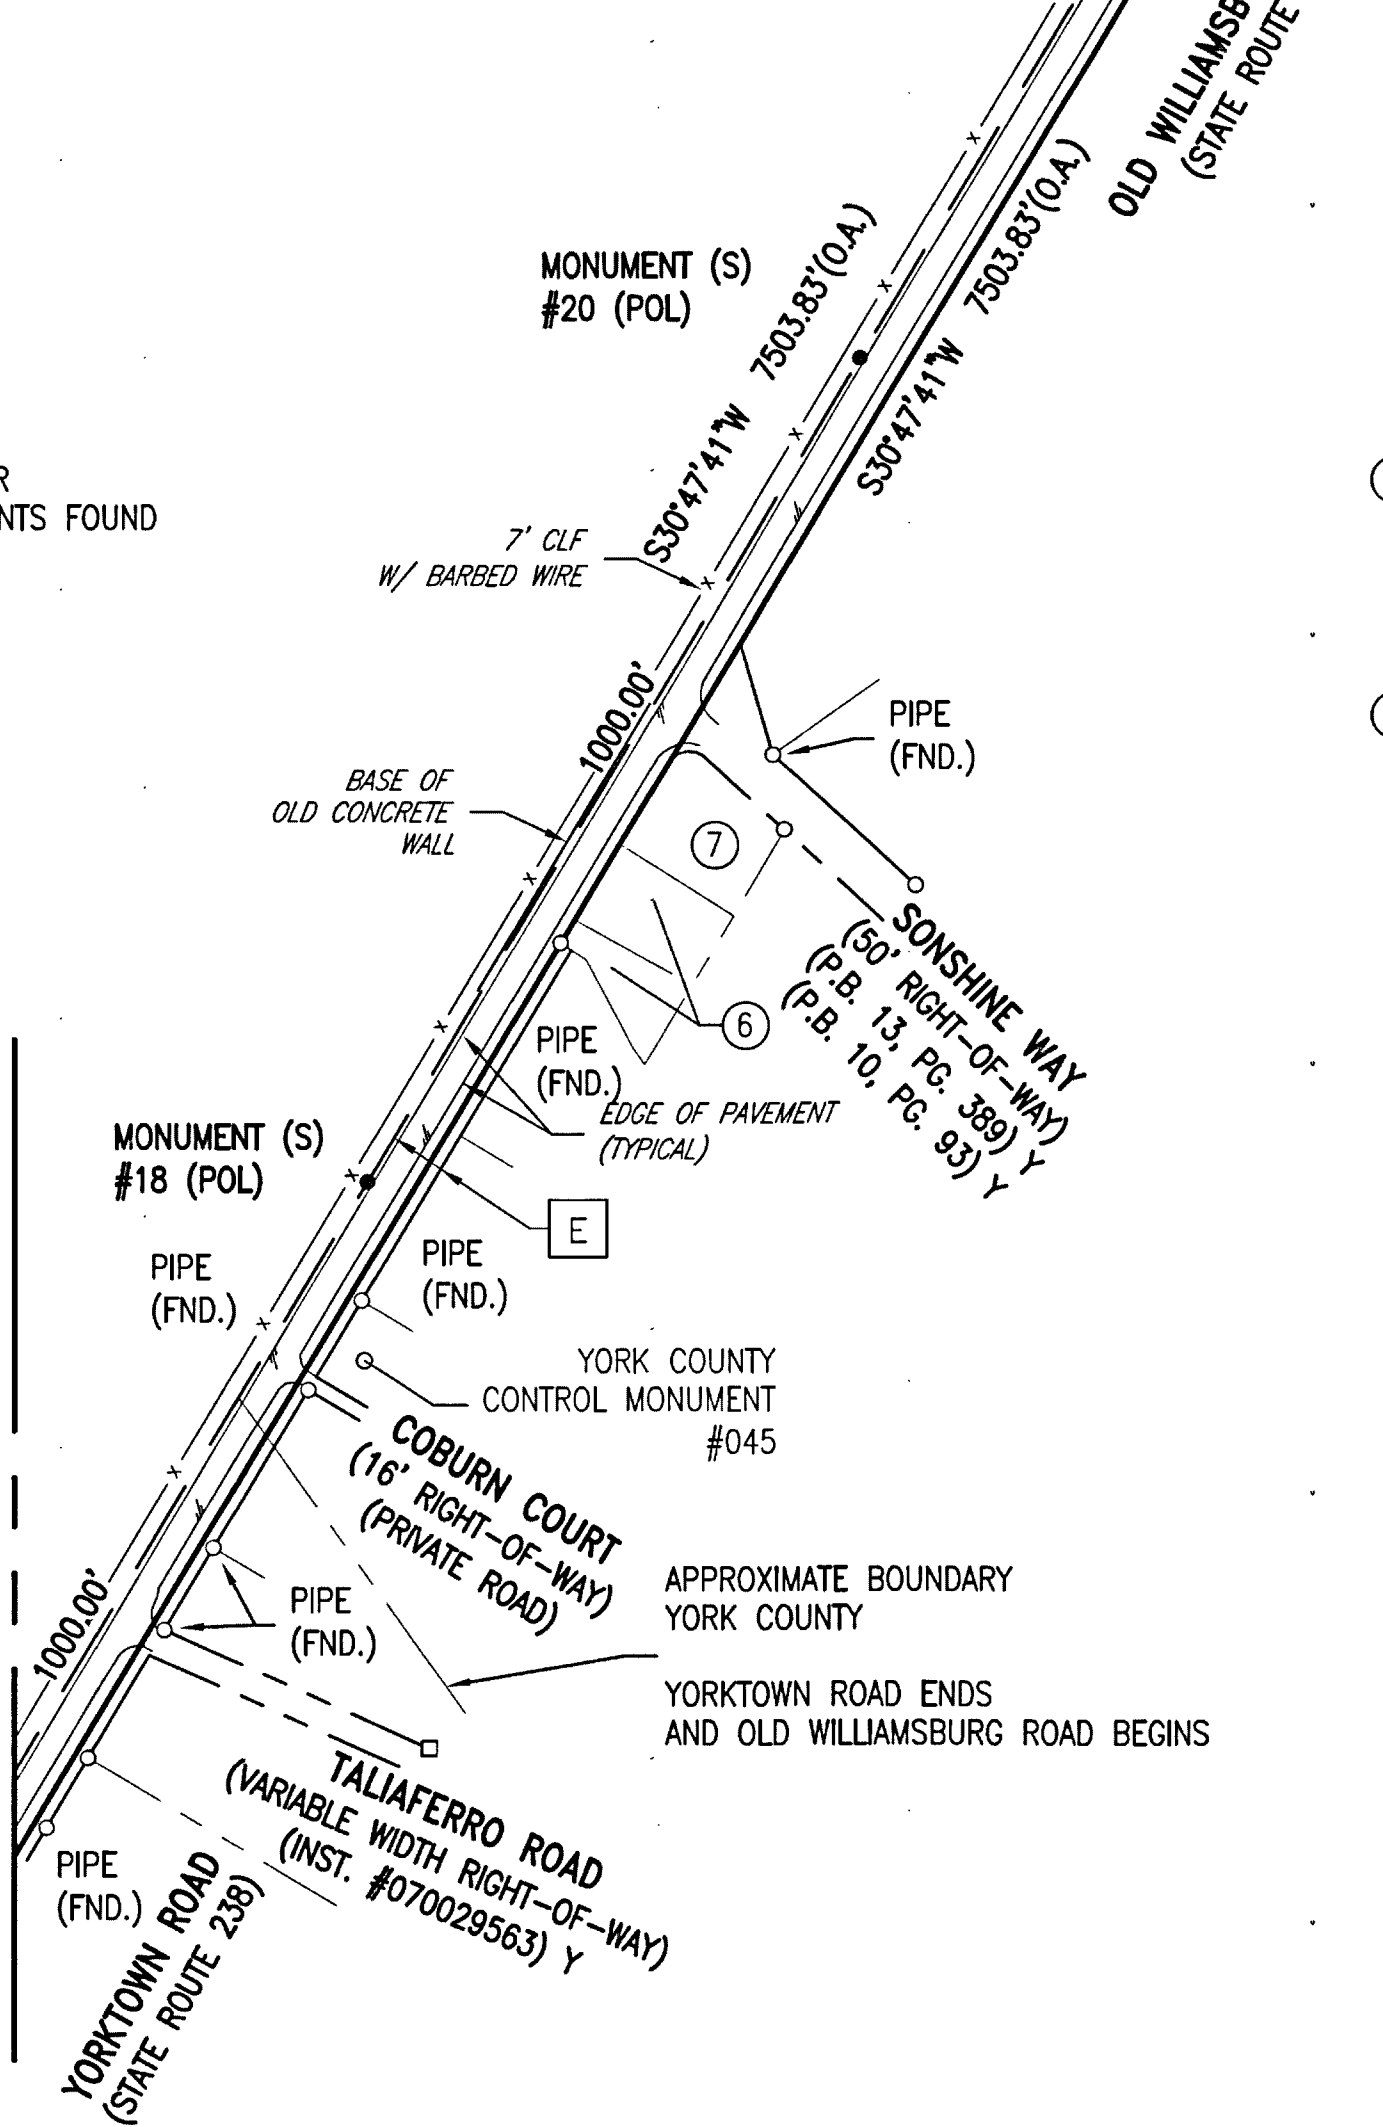 OLD WILLIAMSB
(STATE ROUTE
MONUMENT (S)
#20 (POL)
S30°47'41"W 7503.83'(O.A.)
S30°47'41"W 7503.83'(O.A.)
R
NTS FOUND
7' CLF
W/ BARBED WIRE
1000.00'
PIPE
(FND.)
BASE OF
OLD CONCRETE
WALL
7
SONSHINE WAY
(50' RIGHT-OF-WAY)
(P.B. 13, PG. 389) Y
(P.B. 10, PG. 93) Y
6
PIPE
(FND.)
EDGE OF PAVEMENT
(TYPICAL)
MONUMENT (S)
#18 (POL)
E
PIPE
(FND.)
PIPE
(FND.)
YORK COUNTY
CONTROL MONUMENT
#045
COBURN COURT
(16' RIGHT-OF-WAY)
(PRIVATE ROAD)
APPROXIMATE BOUNDARY
YORK COUNTY
PIPE
(FND.)
1000.00'
YORKTOWN ROAD ENDS
AND OLD WILLIAMSBURG ROAD BEGINS
TALIAFERRO ROAD
(VARIABLE WIDTH RIGHT-OF-WAY)
(INST. #070029563) Y
PIPE
(FND.)
YORKTOWN ROAD
(STATE ROUTE 238)